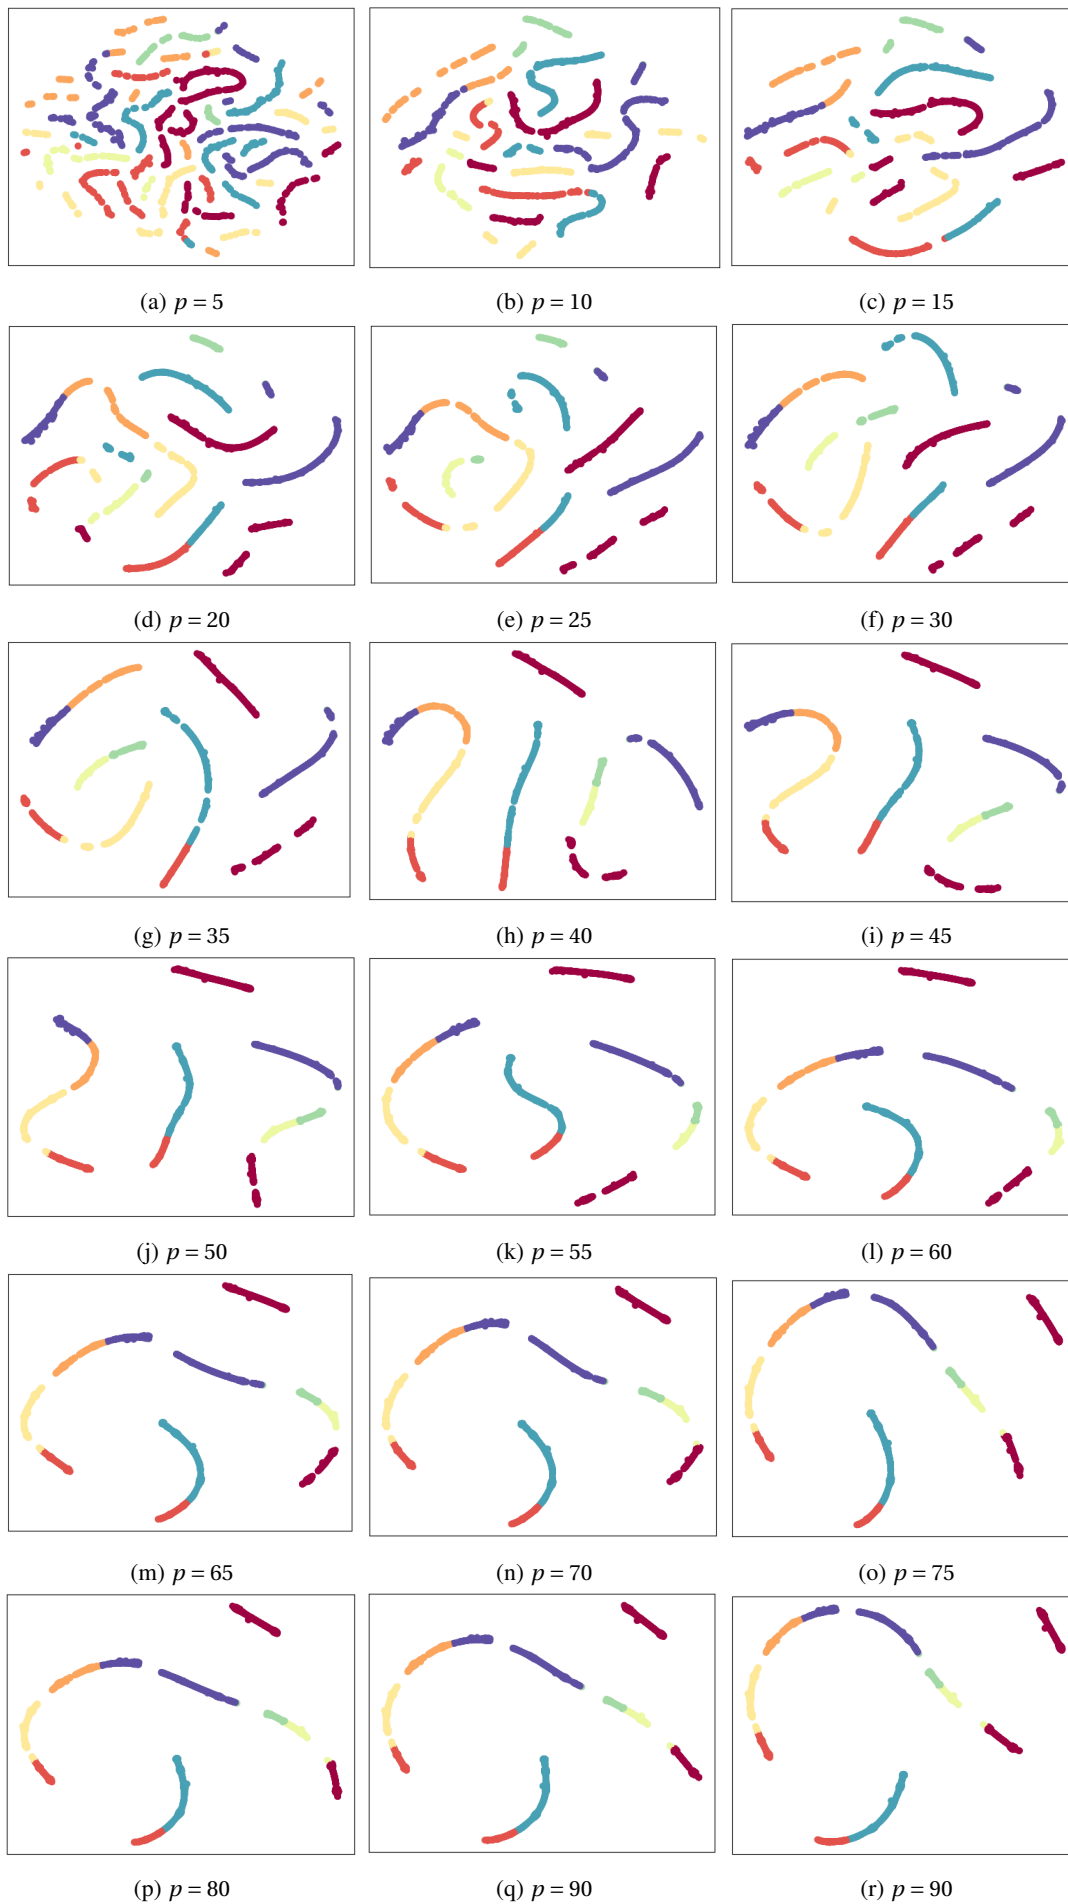 (a) p = 5
(b) p = 10
(c) p = 15
(d) p = 20
(e) p = 25
(f) p = 30
(g) p = 35
(h) p = 40
(i) p = 45
(j) p = 50
(k) p = 55
(l) p = 60
(m) p = 65
(n) p = 70
(o) p = 75
(p) p = 80
(q) p = 90
(r) p = 90